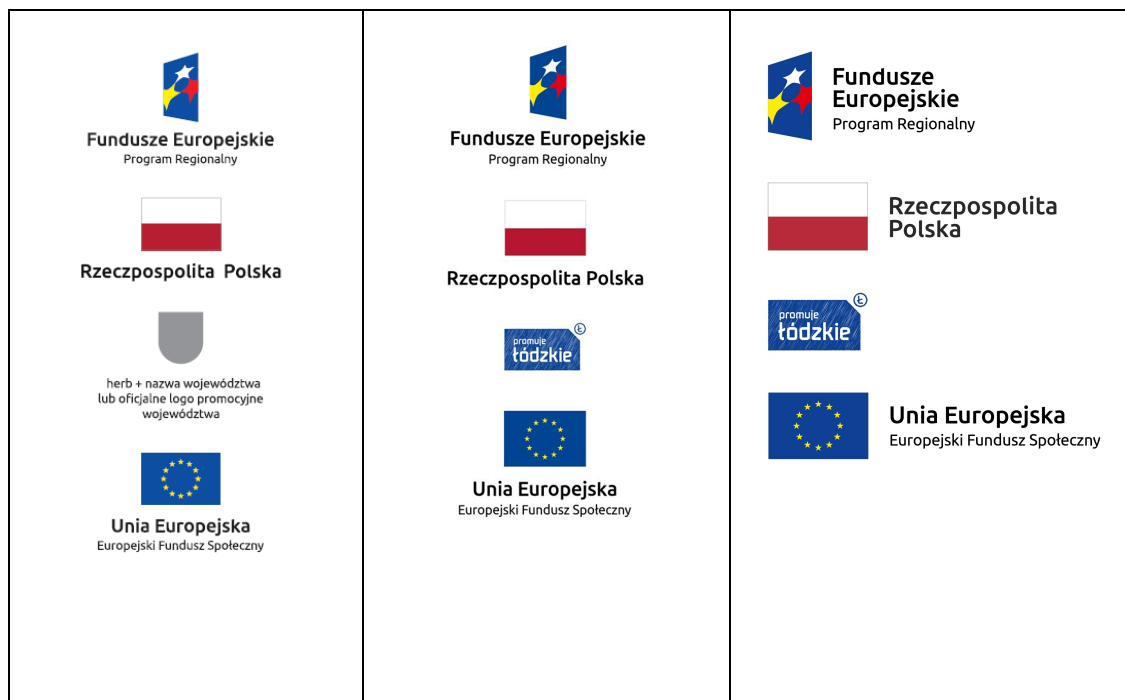 Fundusze Europejskie
Program Regionalny
Rzeczpospolita Polska
herb + nazwa województwa
lub oficjalne logo promocyjne
województwa
Unia Europejska
Europejski Fundusz Społeczny
Fundusze Europejskie
Program Regionalny
Rzeczpospolita Polska
Ł
promuje
łódzkie
Unia Europejska
Europejski Fundusz Społeczny
Fundusze
Europejskie
Program Regionalny
Rzeczpospolita
Polska
Ł
promuje
łódzkie
Unia Europejska
Europejski Fundusz Społeczny